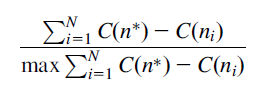 ∑_{i=1}^{N} C(n*) − C(n_i)
max ∑_{i=1}^{N} C(n*) − C(n_i)